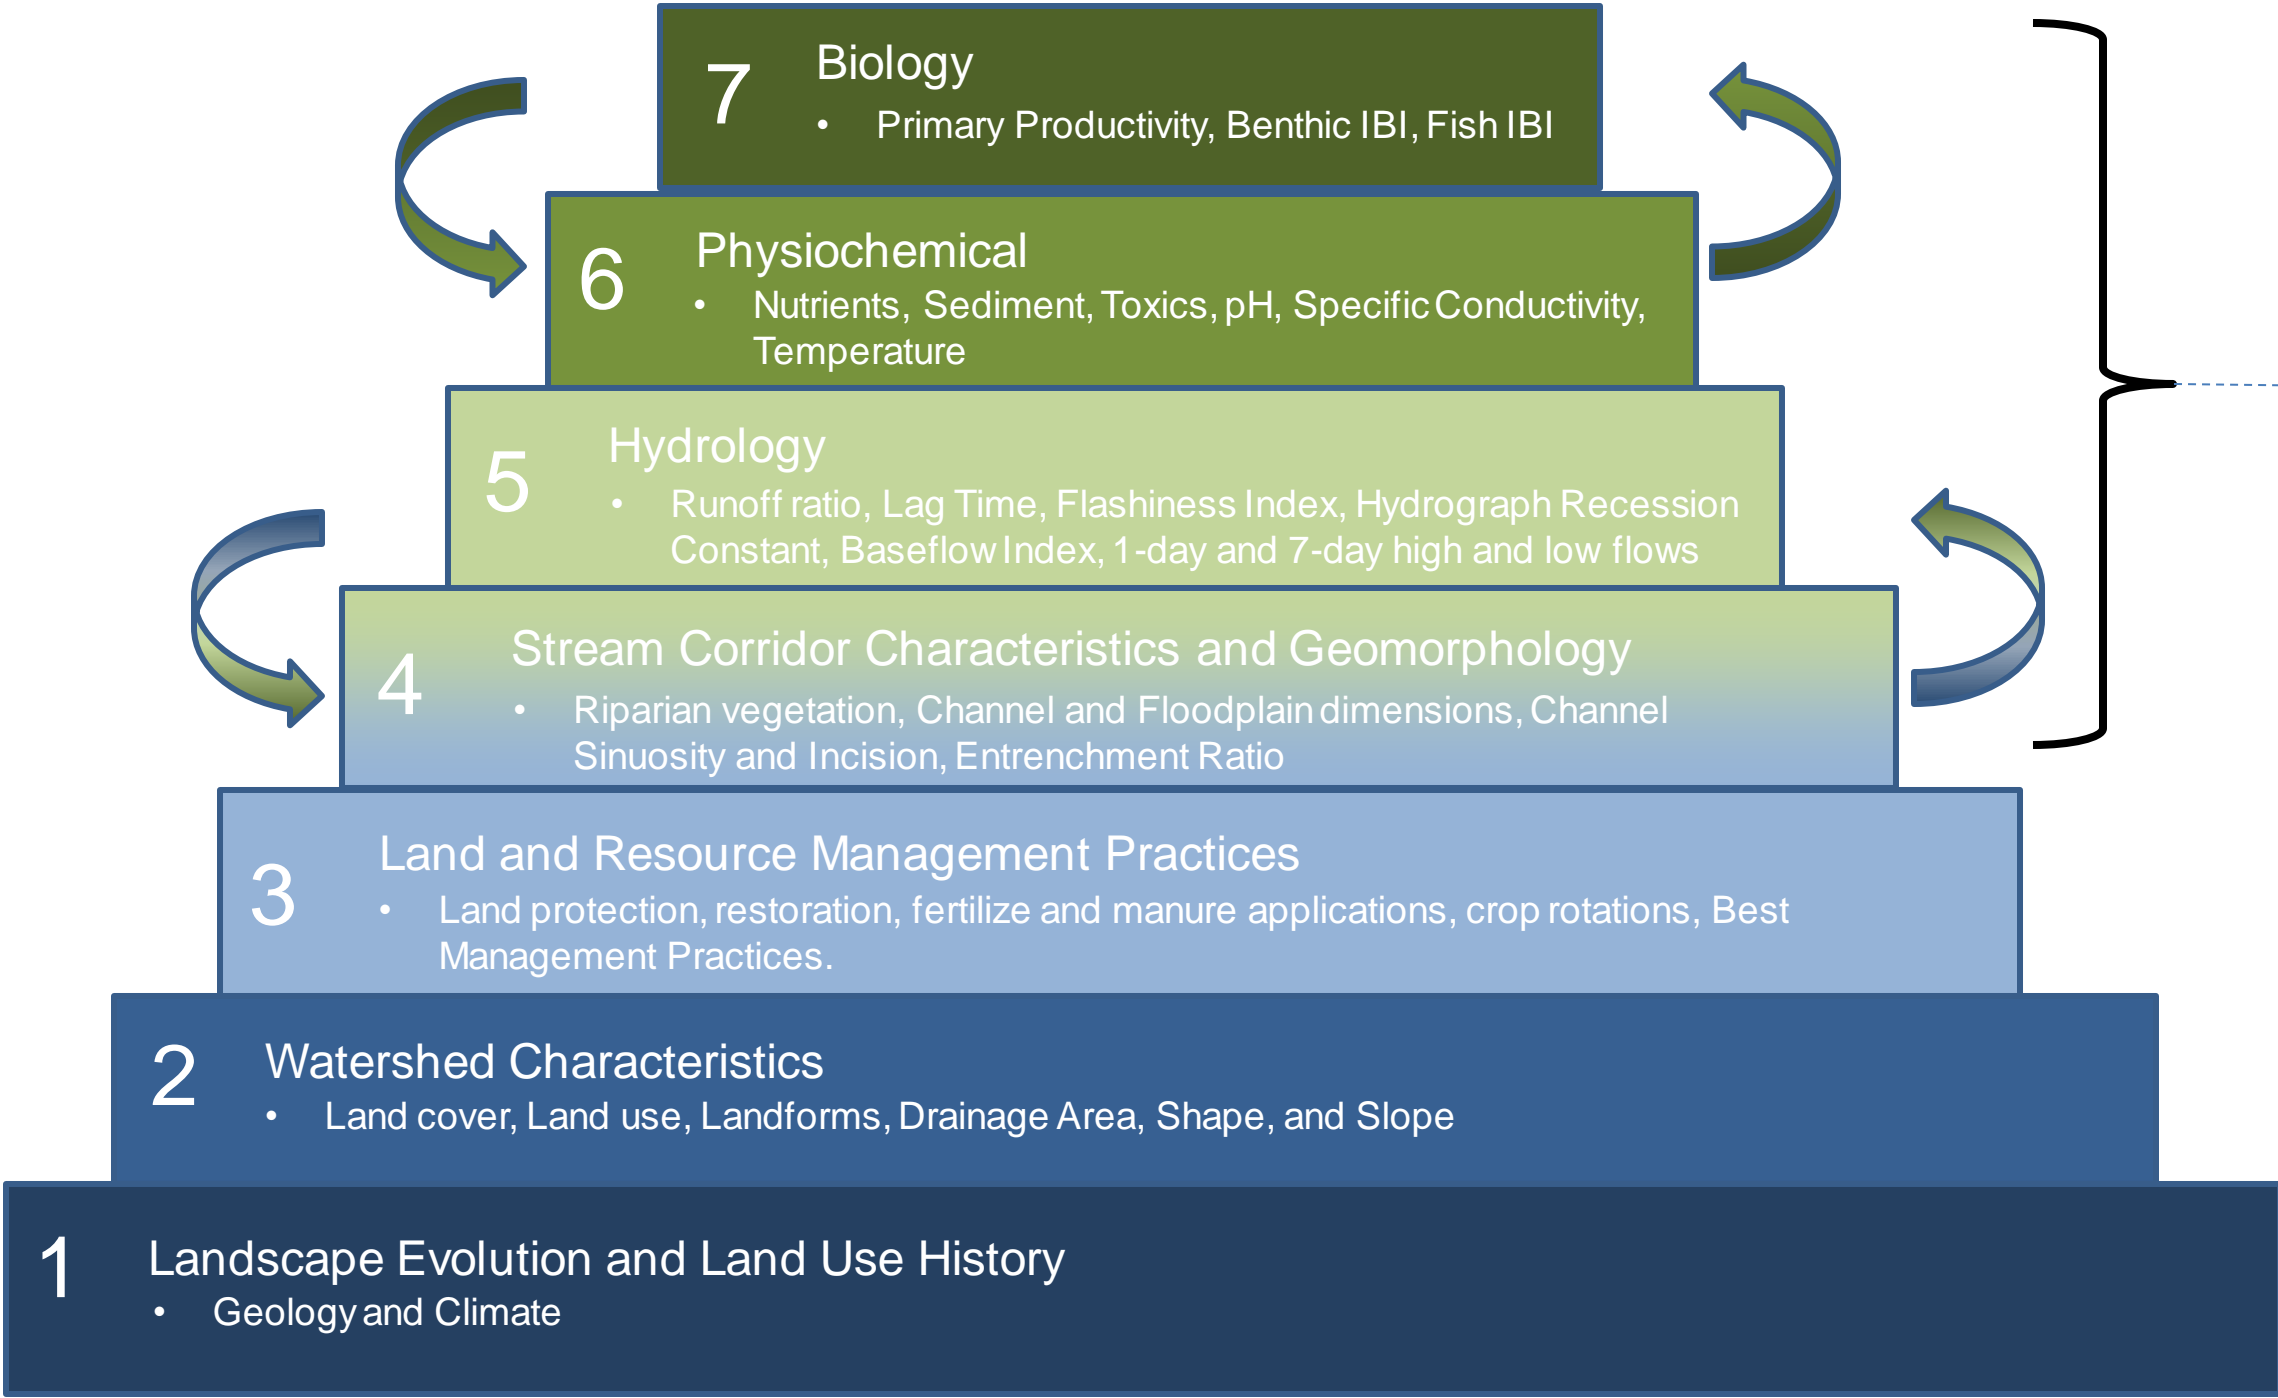 7
Biology
• Primary Productivity, Benthic IBI, Fish IBI
6
Physiochemical
• Nutrients, Sediment, Toxics, pH, Specific Conductivity,
Temperature
5
Hydrology
• Runoff ratio, Lag Time, Flashiness Index, Hydrograph Recession
Constant, Baseflow Index, 1-day and 7-day high and low flows
4
Stream Corridor Characteristics and Geomorphology
• Riparian vegetation, Channel and Floodplain dimensions, Channel
Sinuosity and Incision, Entrenchment Ratio
3
Land and Resource Management Practices
• Land protection, restoration, fertilize and manure applications, crop rotations, Best
Management Practices.
2
Watershed Characteristics
• Land cover, Land use, Landforms, Drainage Area, Shape, and Slope
1
Landscape Evolution and Land Use History
• Geology and Climate